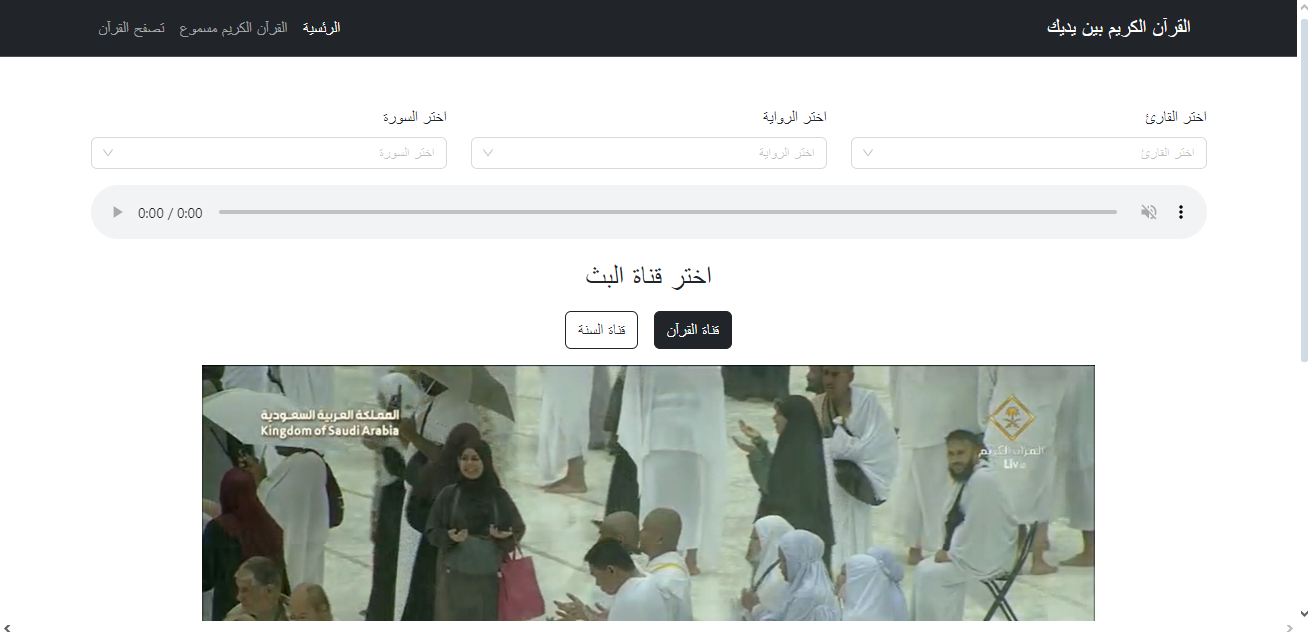 القرآن الكريم بين يديك
الرئسية
القرآن الكريم مسموع
تصفح القرآن
اختر القارئ
اختر الرواية
اختر السورة
اختر القارئ
اختر الرواية
اختر السورة
0:00 / 0:00
اختر قناة البث
قناة القرآن
قناة السنة
المملكة العربية السعودية
Kingdom of Saudi Arabia
القرآن الكريم
Live